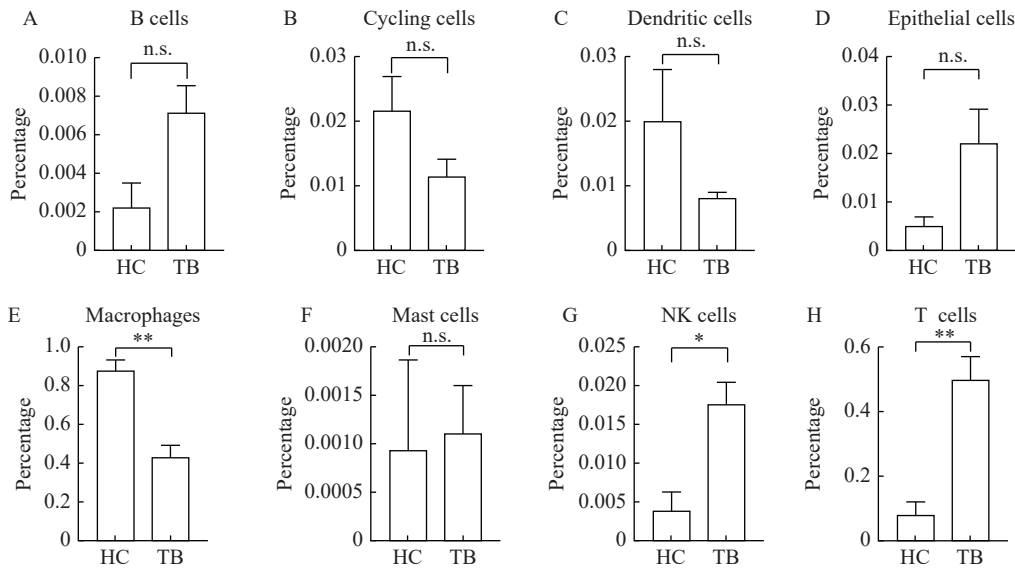 A B cells
Percentage
0.010
0.008
0.006
0.004
0.002
0
n.s.
HC TB
B Cycling cells
Percentage
0.03
0.02
0.01
0
n.s.
HC TB
C Dendritic cells
Percentage
0.03
0.02
0.01
0
n.s.
HC TB
D Epithelial cells
Percentage
0.04
0.03
0.02
0.01
0
n.s.
HC TB
E Macrophages
Percentage
1.0
0.8
0.6
0.4
0.2
0
**
HC TB
F Mast cells
Percentage
0.0020
0.0015
0.0010
0.0005
0
n.s.
HC TB
G NK cells
Percentage
0.025
0.020
0.015
0.010
0.005
0
*
HC TB
H T cells
Percentage
0.6
0.4
0.2
0
**
HC TB